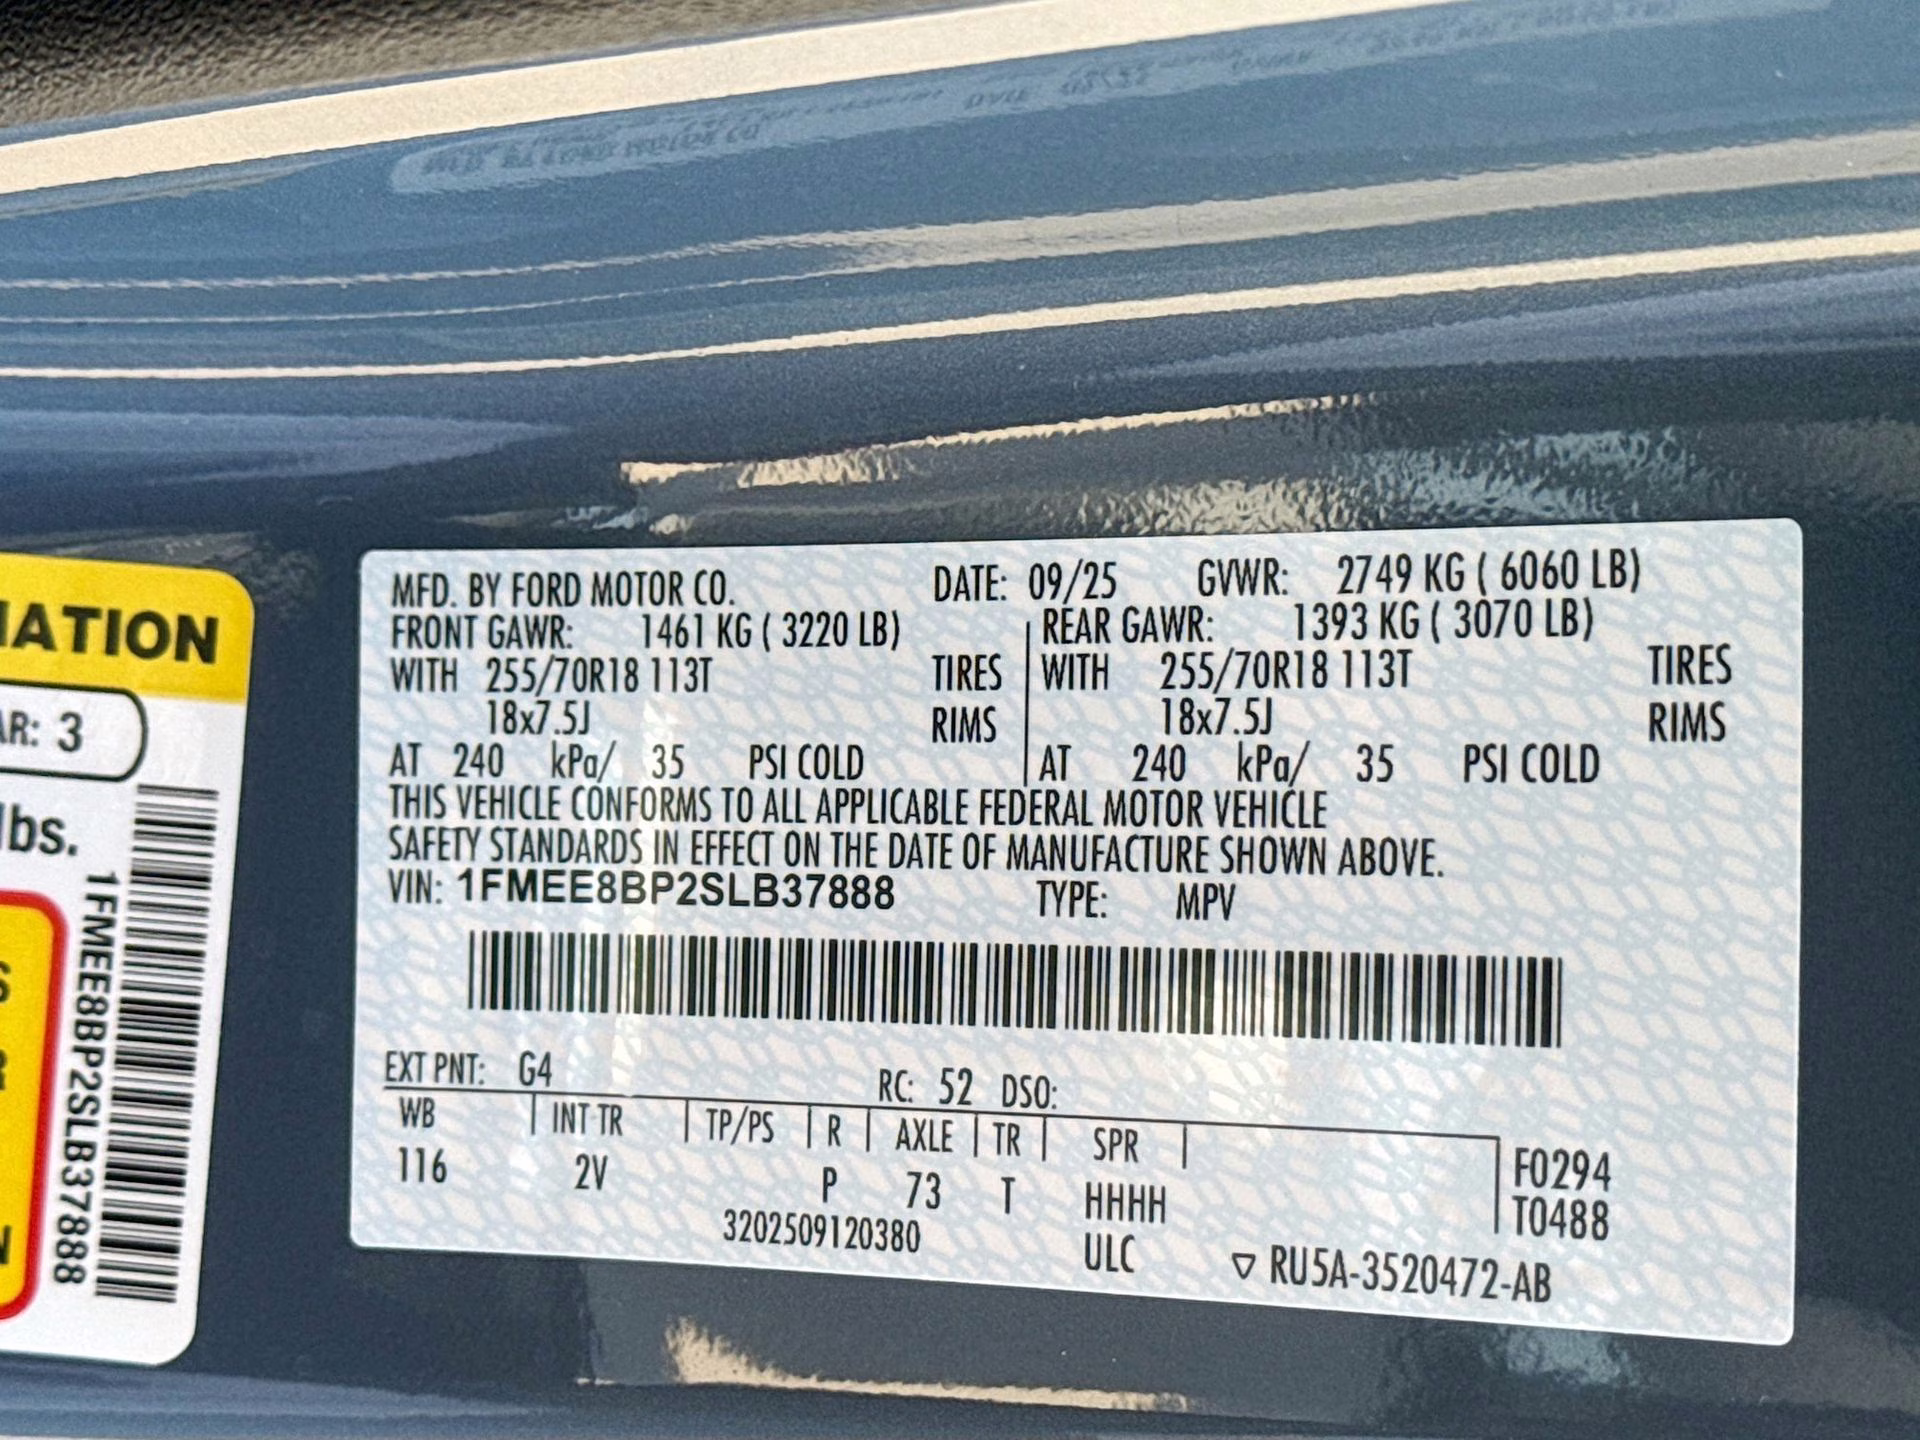 IATION
AR: 3
lbs.
1FMEE8BP2SLB37888
MFD. BY FORD MOTOR CO. DATE: 09/25 GVWR: 2749 KG ( 6060 LB)
FRONT GAWR: 1461 KG ( 3220 LB) REAR GAWR: 1393 KG ( 3070 LB)
WITH 255/70R18 113T TIRES WITH 255/70R18 113T TIRES
18x7.5J RIMS 18x7.5J RIMS
AT 240 kPa/ 35 PSI COLD AT 240 kPa/ 35 PSI COLD
THIS VEHICLE CONFORMS TO ALL APPLICABLE FEDERAL MOTOR VEHICLE
SAFETY STANDARDS IN EFFECT ON THE DATE OF MANUFACTURE SHOWN ABOVE.
VIN: 1FMEE8BP2SLB37888 TYPE: MPV
EXT PNT: G4 RC: 52 DSO:
WB INT TR TP/PS R AXLE TR SPR
116 2V P 73 T HHHH F0294
3202509120380 ULC T0488
▽ RU5A-3520472-AB